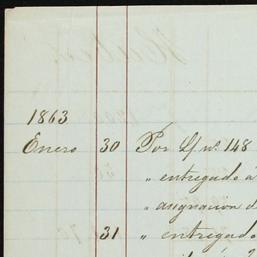 1863
Enero 30 Por Lf nº 148
" entregado á
" asignacion d
31 " entregado